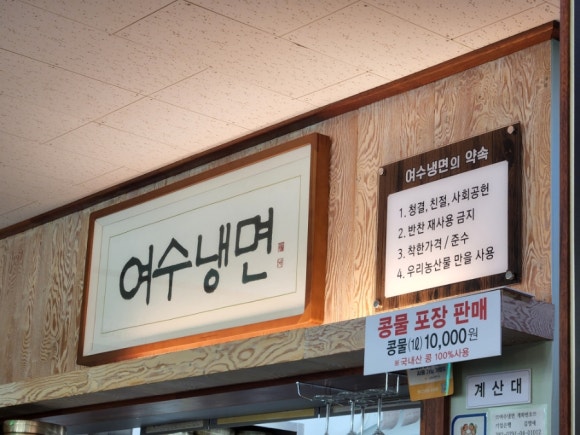 여수냉면
여수냉면의 약속
1. 청결, 친절, 사회공헌
2. 반찬 재사용 금지
3. 착한가격 / 준수
4. 우리농산물 만을 사용
콩물 포장 판매
콩물(1ℓ) 10,000원
※ 국내산 콩 100%사용
계산대